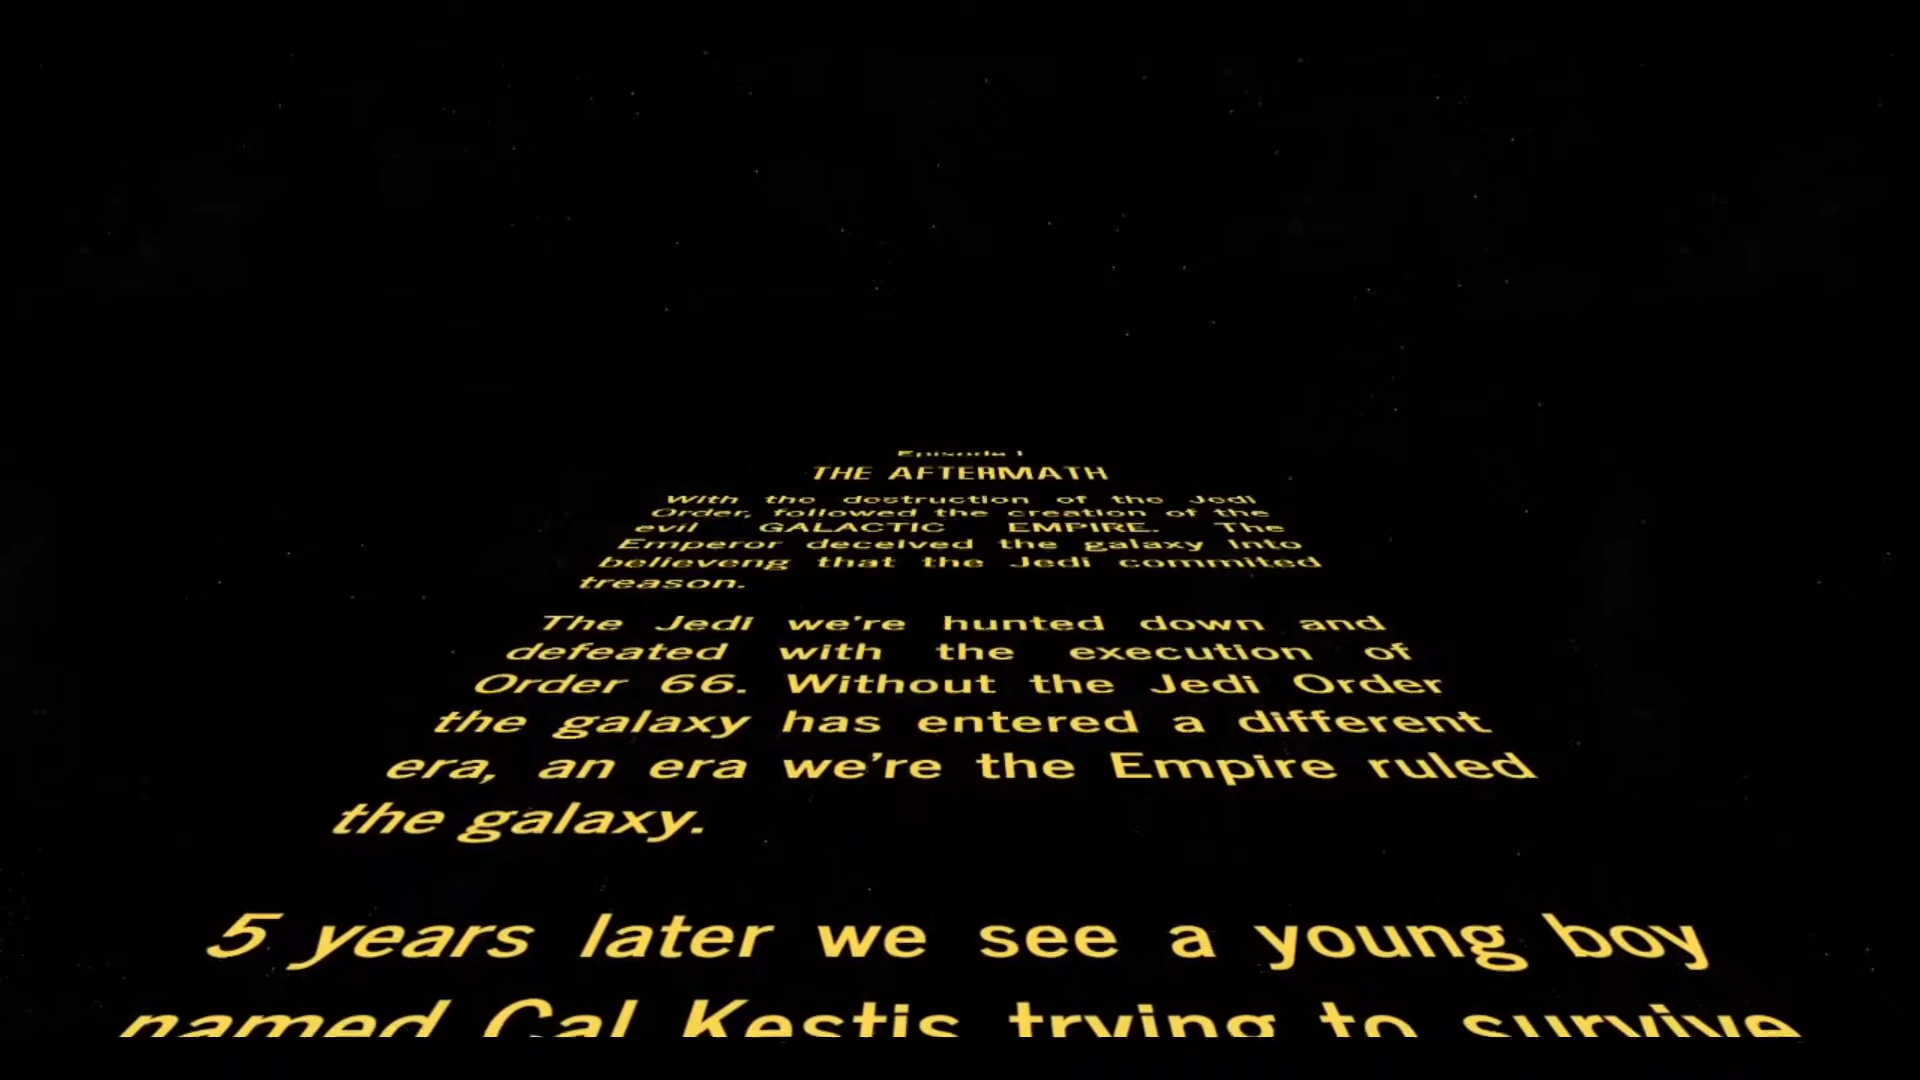 Episode I
THE AFTERMATH
With the destruction of the Jedi
Order, followed the creation of the
evil GALACTIC EMPIRE. The
Emperor deceived the galaxy into
believeng that the Jedi commited
treason.
The Jedi we're hunted down and
defeated with the execution of
Order 66. Without the Jedi Order
the galaxy has entered a different
era, an era we're the Empire ruled
the galaxy.
5 years later we see a young boy
named Cal Kestis trying to survive